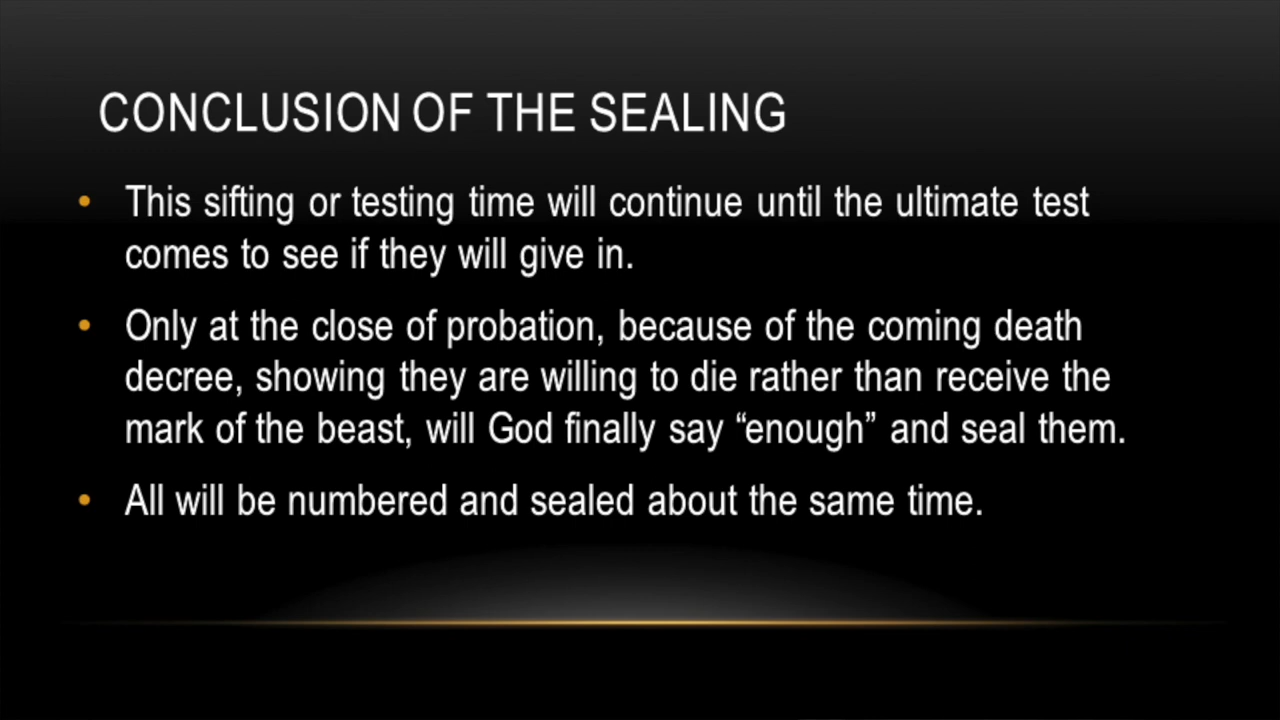 CONCLUSION OF THE SEALING
• This sifting or testing time will continue until the ultimate test
comes to see if they will give in.
• Only at the close of probation, because of the coming death
decree, showing they are willing to die rather than receive the
mark of the beast, will God finally say “enough” and seal them.
• All will be numbered and sealed about the same time.